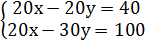 20x − 20y = 40
20x − 30y = 100